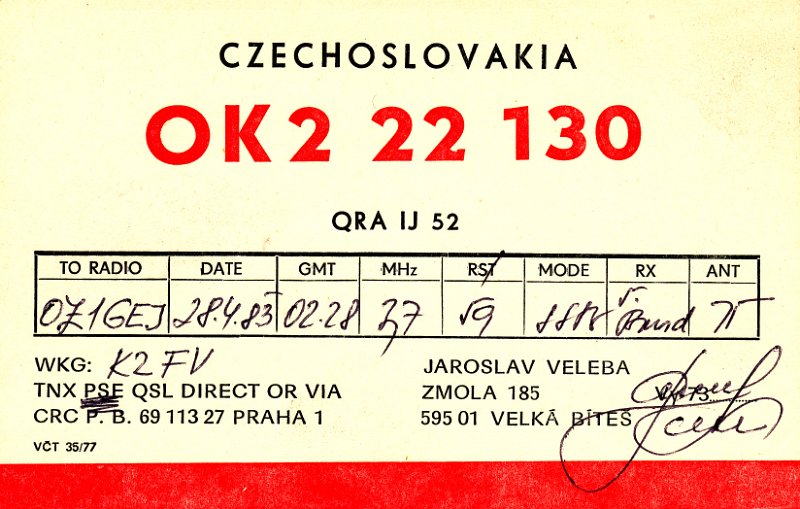 CZECHOSLOVAKIA
OK2 22 130
QRA IJ 52
TO RADIO DATE GMT MHz RST MODE RX ANT
OZ1GEJ 28.4.83 02.28 3,7 59
WKG: K2FV
TNX PSE QSL DIRECT OR VIA
CRC P. B. 69 113 27 PRAHA 1
VČT 35/77
JAROSLAV VELEBA
ZMOLA 185
595 01 VELKÁ BÍTEŠ